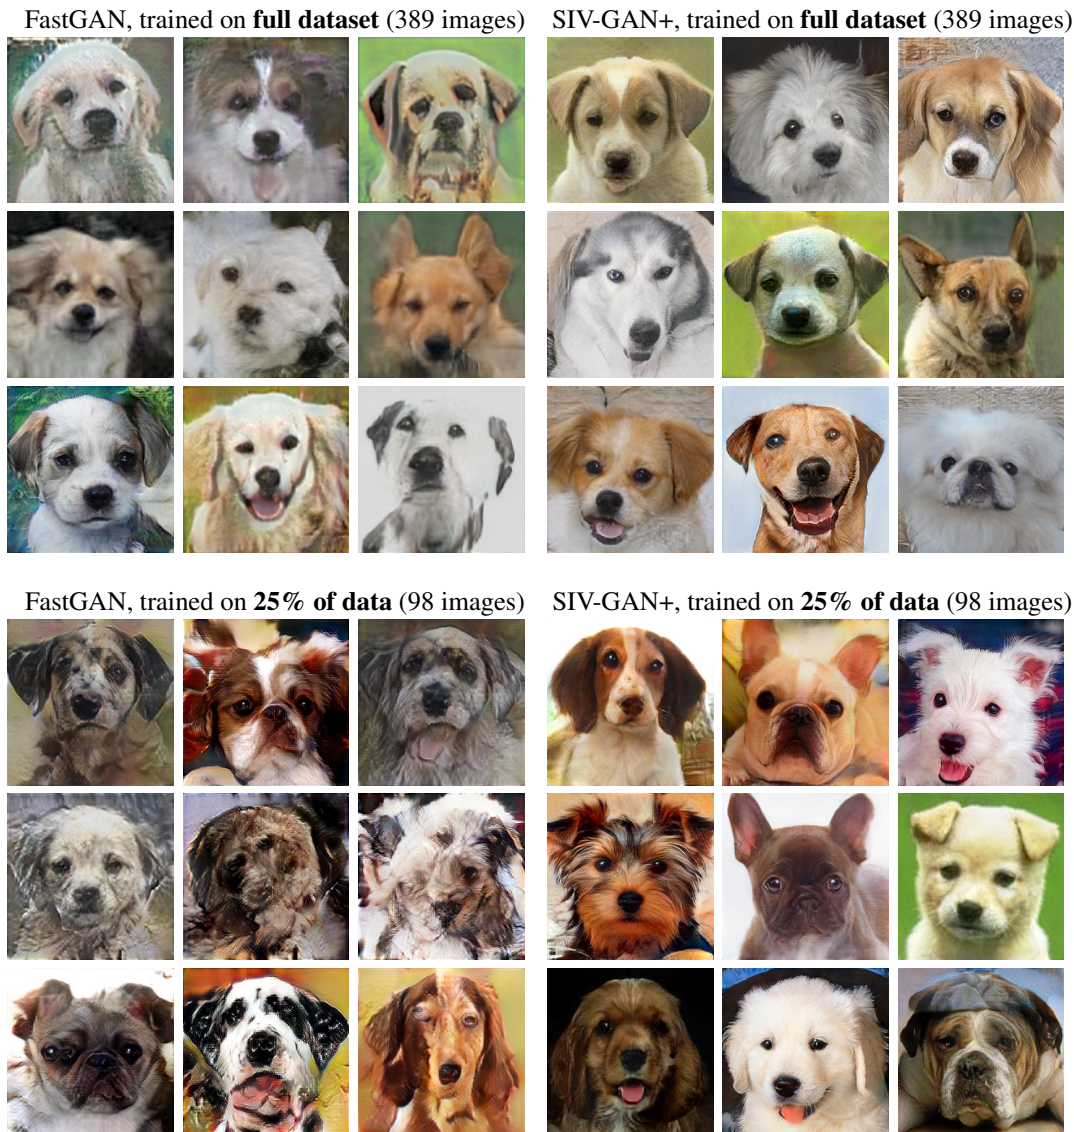 FastGAN, trained on full dataset (389 images)
SIV-GAN+, trained on full dataset (389 images)
FastGAN, trained on 25% of data (98 images)
SIV-GAN+, trained on 25% of data (98 images)